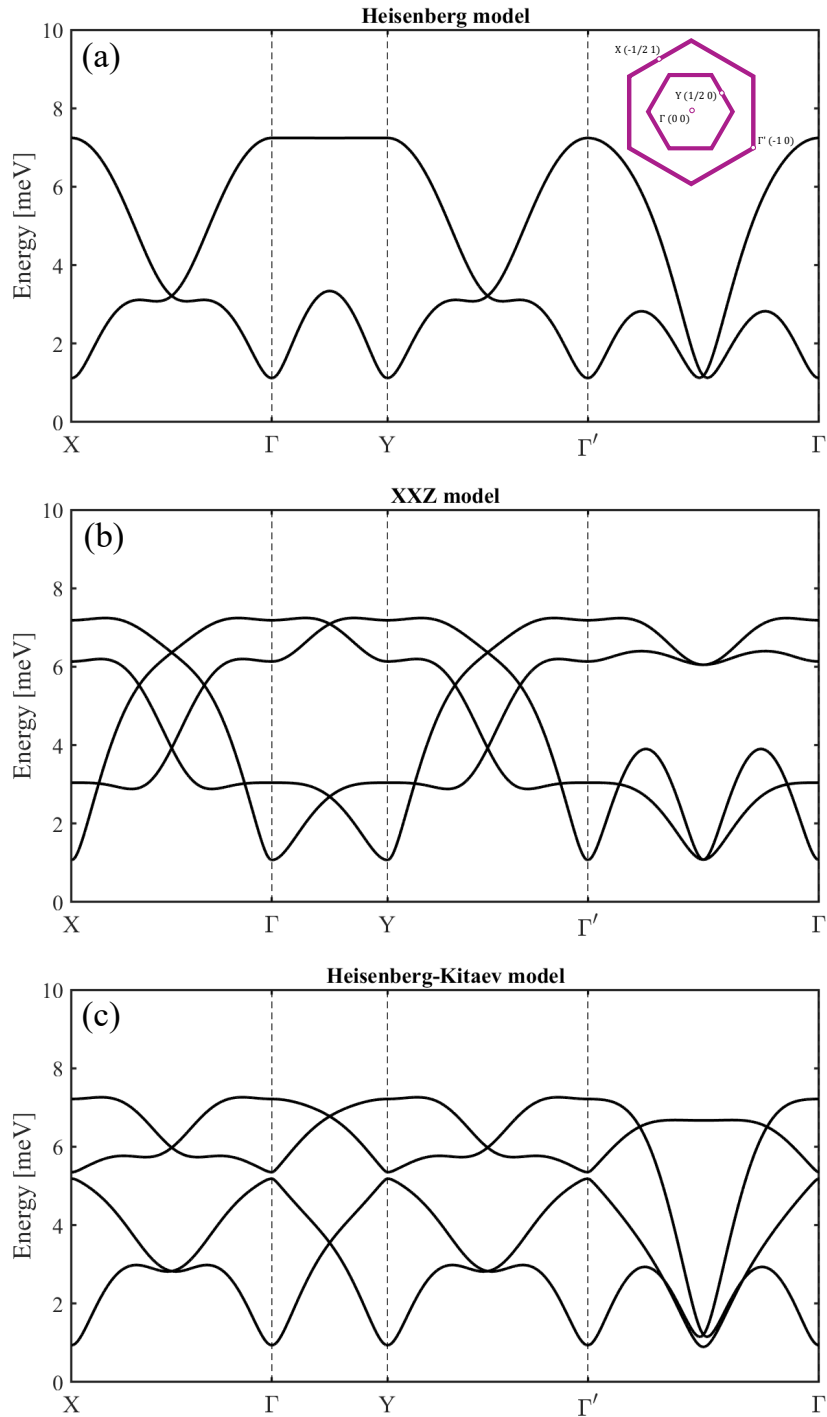 Heisenberg model
(a)
10
8
6
4
2
0
Energy [meV]
X (-1/2 1)
Y (1/2 0)
Γ (0 0)
Γ' (-1 0)
X Γ Y Γ′ Γ
XXZ model
(b)
10
8
6
4
2
0
Energy [meV]
X Γ Y Γ′ Γ
Heisenberg-Kitaev model
(c)
10
8
6
4
2
0
Energy [meV]
X Γ Y Γ′ Γ